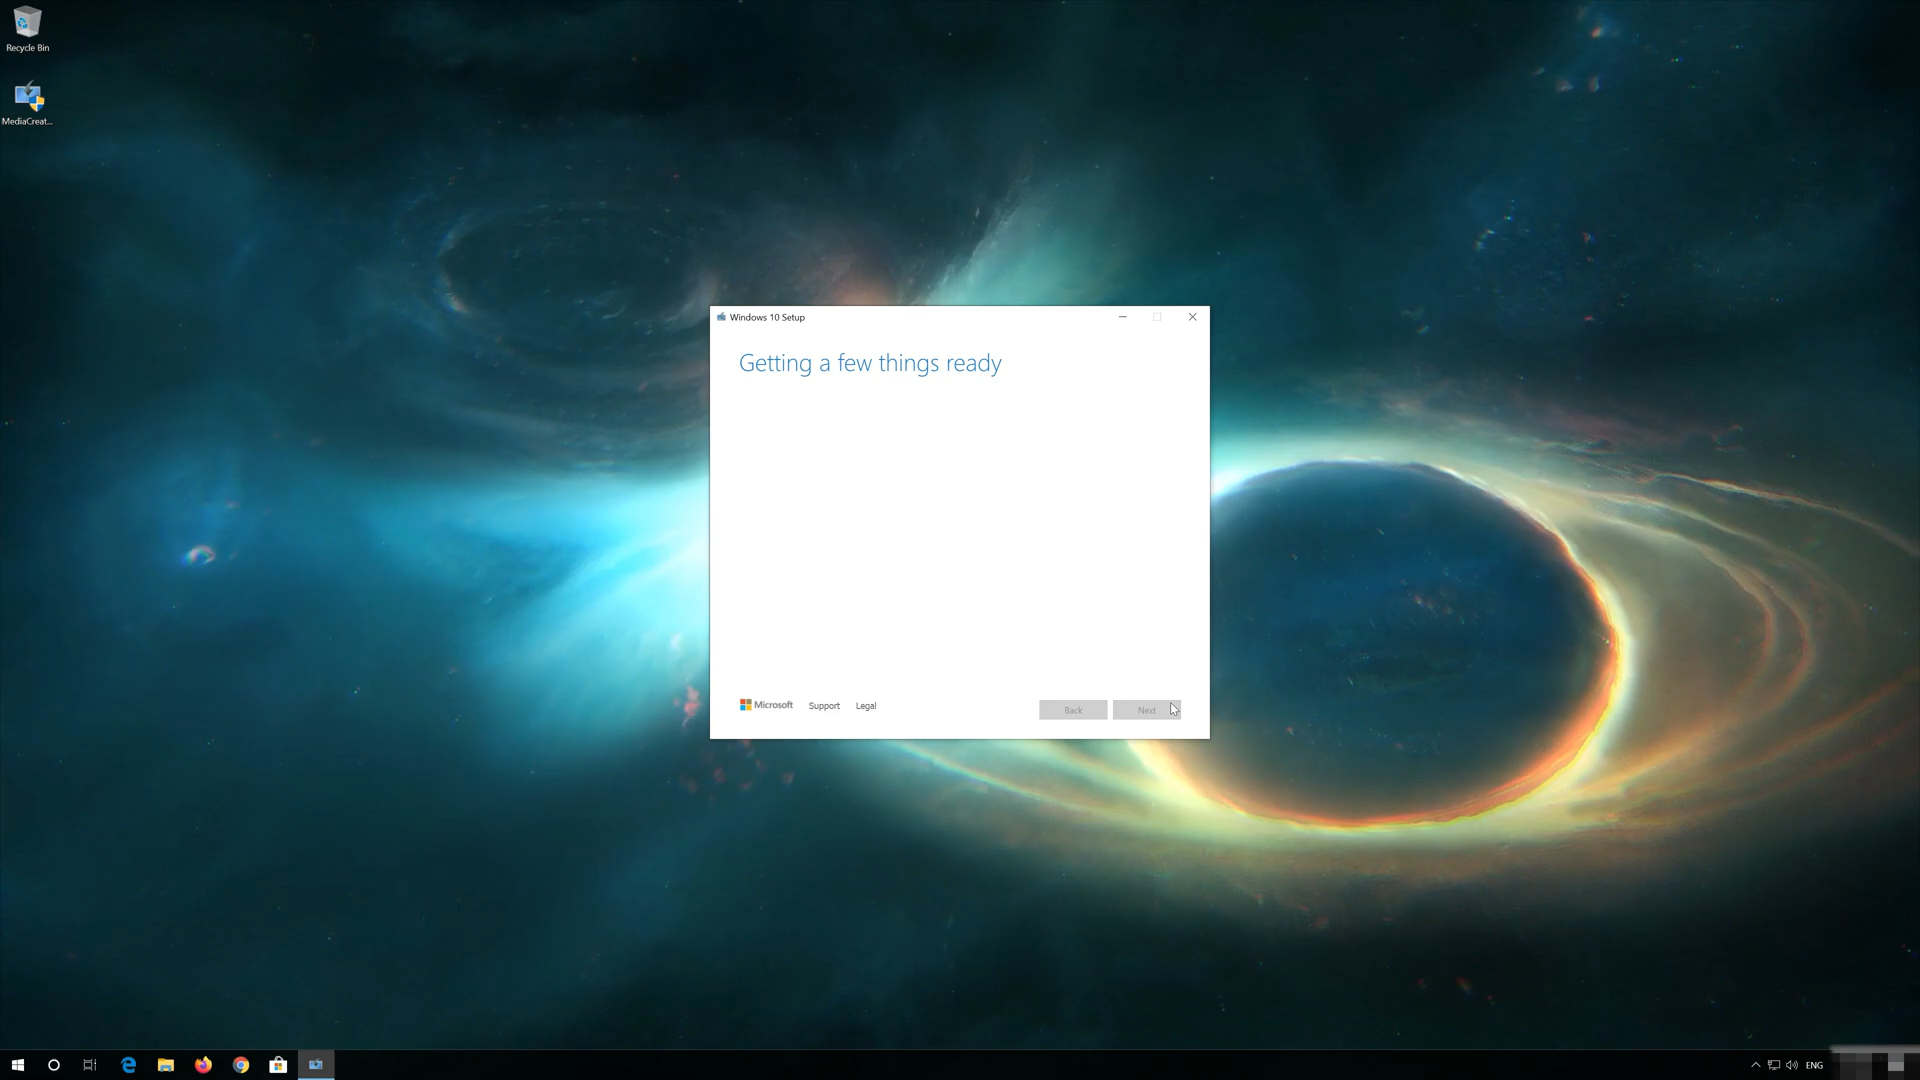 Recycle Bin
MediaCreat...
Windows 10 Setup
Getting a few things ready
Microsoft Support Legal
Back Next
ENG